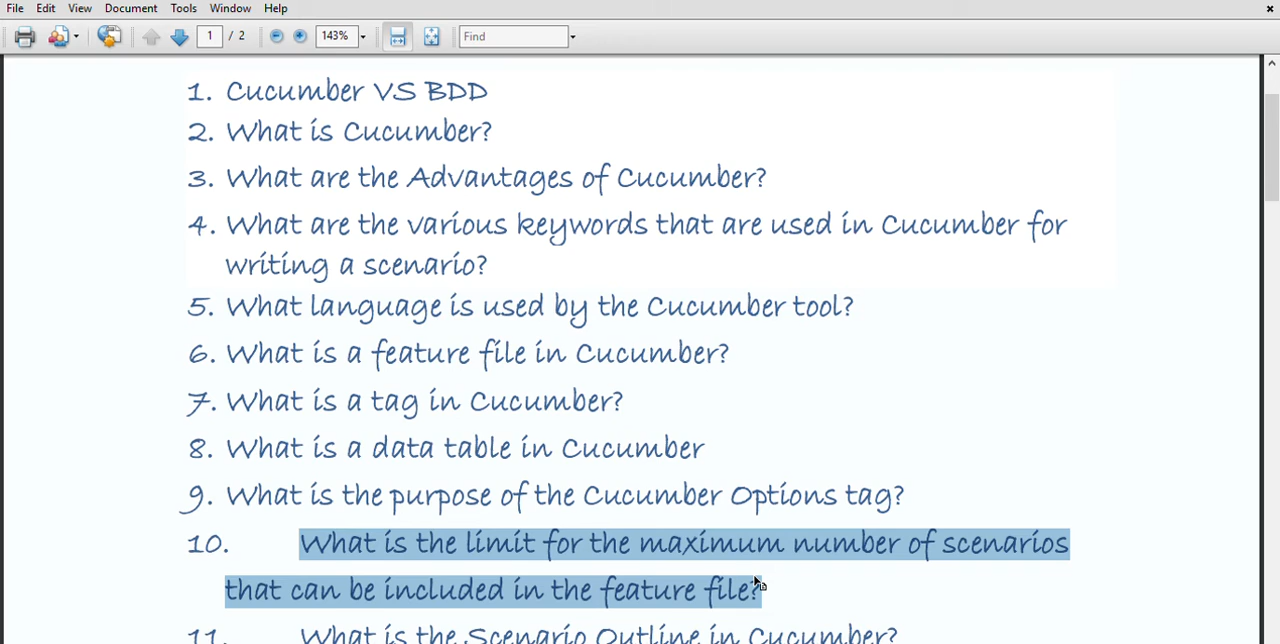 File Edit View Document Tools Window Help
1 / 2 143% Find
1. Cucumber VS BDD
2. What is Cucumber?
3. What are the Advantages of Cucumber?
4. What are the various keywords that are used in Cucumber for
writing a scenario?
5. What language is used by the Cucumber tool?
6. What is a feature file in Cucumber?
7. What is a tag in Cucumber?
8. What is a data table in Cucumber
9. What is the purpose of the Cucumber Options tag?
10. What is the limit for the maximum number of scenarios
that can be included in the feature file?
11. What is the Scenario Outline in Cucumber?